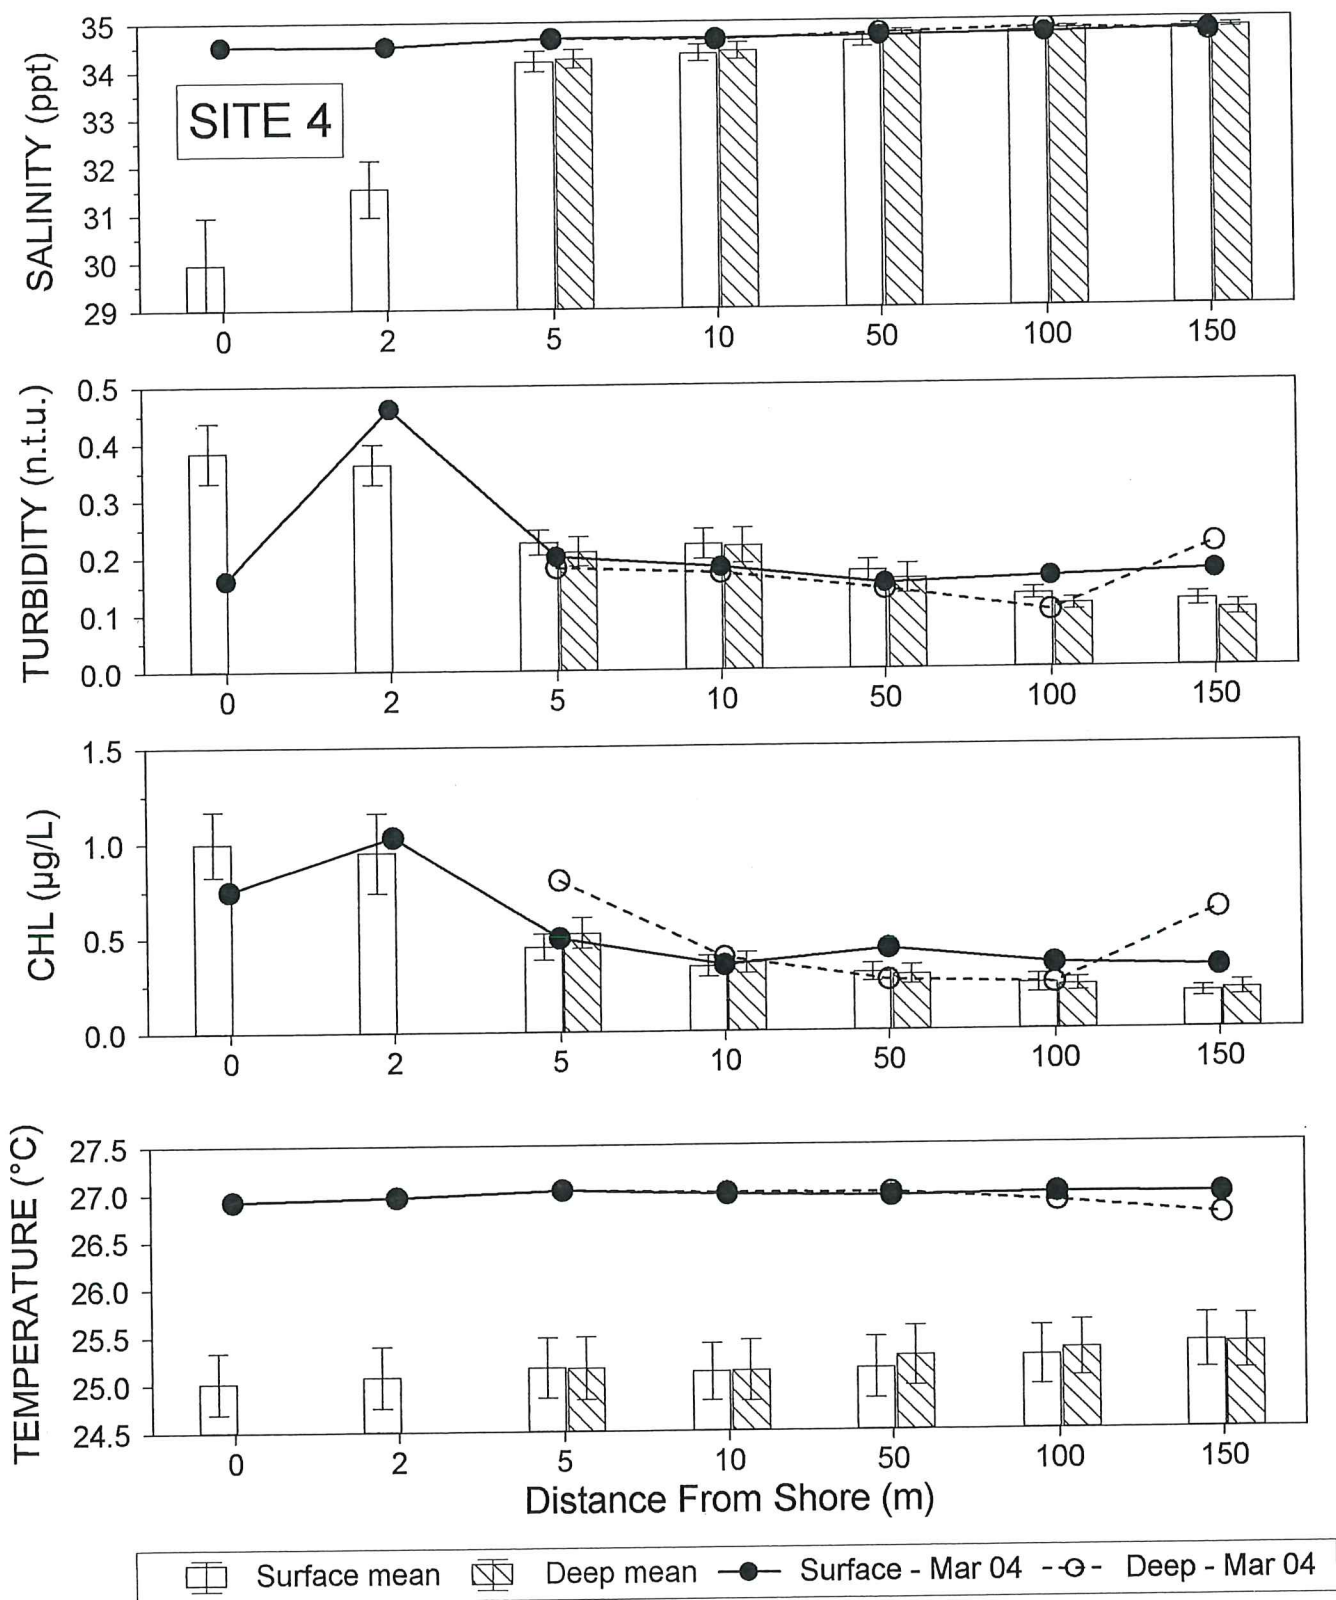 SALINITY (ppt)
35
34
33
32
31
30
29
SITE 4
0 2 5 10 50 100 150
TURBIDITY (n.t.u.)
0.5
0.4
0.3
0.2
0.1
0.0
0 2 5 10 50 100 150
CHL (µg/L)
1.5
1.0
0.5
0.0
0 2 5 10 50 100 150
TEMPERATURE (°C)
27.5
27.0
26.5
26.0
25.5
25.0
24.5
0 2 5 10 50 100 150
Distance From Shore (m)
Surface mean Deep mean Surface - Mar 04 Deep - Mar 04